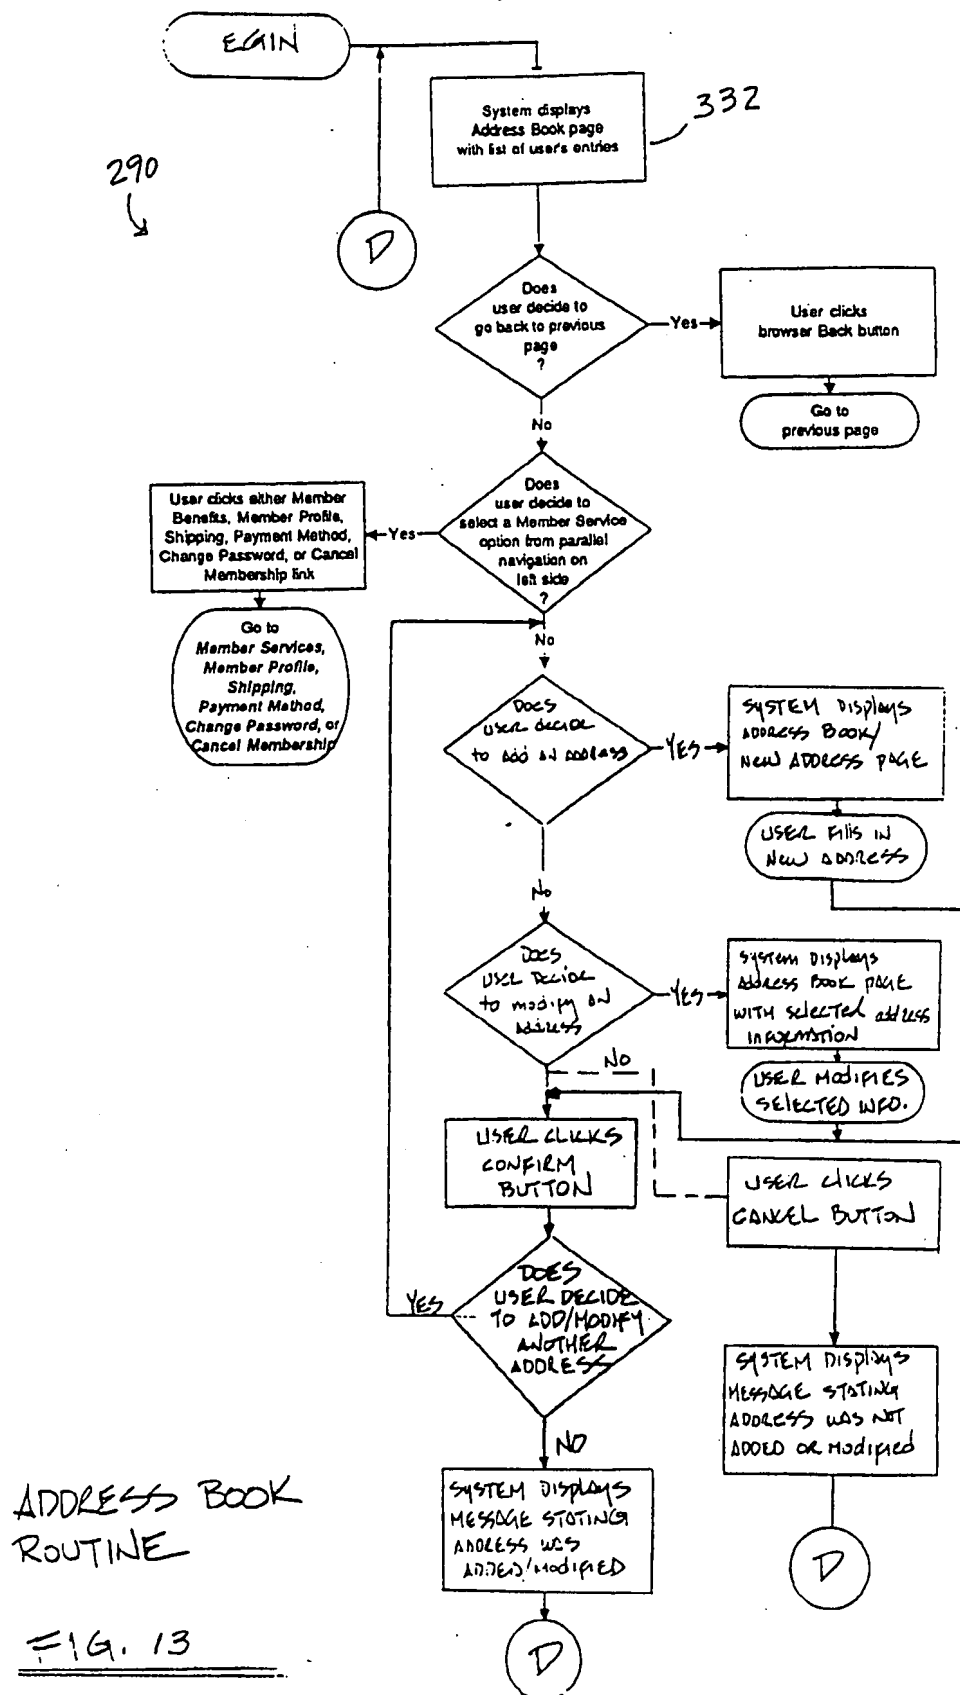 EGIN
System displays
Address Book page
with list of user's entries
332
290
D
Does
user decide to
go back to previous
page
?
Yes
User clicks
browser Back button
Go to
previous page
No
Does
user decide to
select a Member Service
option from parallel
navigation on
left side
?
Yes
User clicks either Member
Benefits, Member Profile,
Shipping, Payment Method,
Change Password, or Cancel
Membership link
Go to
Member Services,
Member Profile,
Shipping,
Payment Method,
Change Password, or
Cancel Membership
No
DOES
USER DECIDE
TO ADD AN ADDRESS
YES
SYSTEM DISPLAYS
ADDRESS BOOK/
NEW ADDRESS PAGE
USER FILLS IN
NEW ADDRESS
NO
DOES
USER DECIDE
TO MODIFY AN
ADDRESS
YES
SYSTEM DISPLAYS
ADDRESS BOOK PAGE
WITH SELECTED ADDRESS
INFORMATION
USER MODIFIES
SELECTED INFO.
NO
USER CLICKS
CONFIRM
BUTTON
USER CLICKS
CANCEL BUTTON
DOES
USER DECIDE
TO ADD/MODIFY
ANOTHER
ADDRESS
YES
SYSTEM DISPLAYS
MESSAGE STATING
ADDRESS WAS NOT
ADDED OR MODIFIED
NO
SYSTEM DISPLAYS
MESSAGE STATING
ADDRESS WAS
ADDED/MODIFIED
D
D
ADDRESS BOOK
ROUTINE
FIG. 13